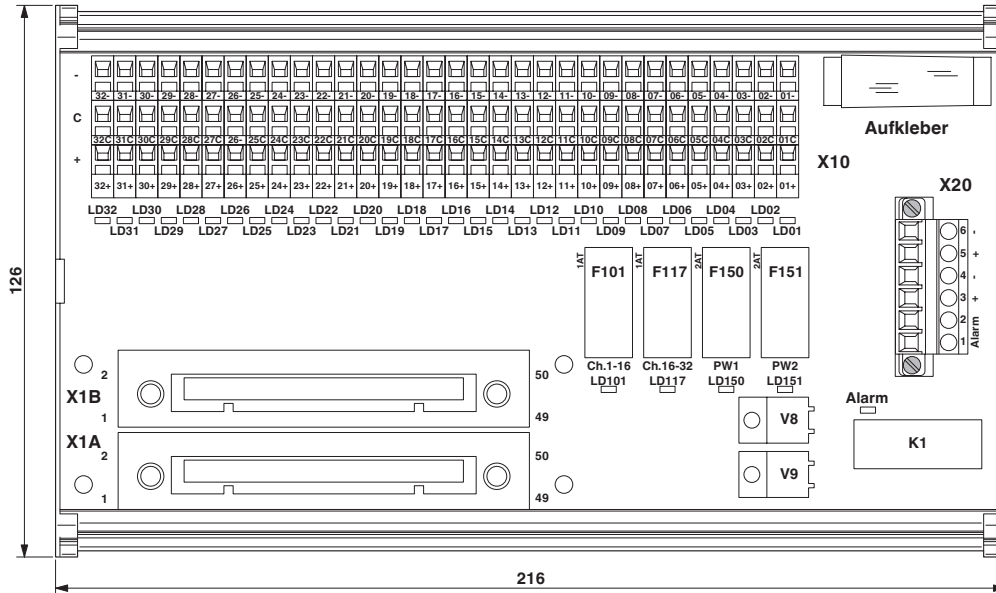 - 32- 31- 30- 29- 28- 27- 26- 25- 24- 23- 22- 21- 20- 19- 18- 17- 16- 15- 14- 13- 12- 11- 10- 09- 08- 07- 06- 05- 04- 03- 02- 01-
C 32C 31C 30C 29C 28C 27C 26- 25C 24C 23C 22C 21C 20C 19C 18C 17C 16C 15C 14C 13C 12C 11C 10C 09C 08C 07C 06C 05C 04C 03C 02C 01C
Aufkleber
+ 32+ 31+ 30+ 29+ 28+ 27+ 26+ 25+ 24+ 23+ 22+ 21+ 20+ 19+ 18+ 17+ 16+ 15+ 14+ 13+ 12+ 11+ 10+ 09+ 08+ 07+ 06+ 05+ 04+ 03+ 02+ 01+
X10
X20
LD32 LD30 LD28 LD26 LD24 LD22 LD20 LD18 LD16 LD14 LD12 LD10 LD08 LD06 LD04 LD02
LD31 LD29 LD27 LD25 LD23 LD21 LD19 LD17 LD15 LD13 LD11 LD09 LD07 LD05 LD03 LD01
6 -
5 +
4 -
3 +
2
1
Alarm
1AT F101 1AT F117 2AT F150 2AT F151
Ch.1-16 Ch.16-32 PW1 PW2
LD101 LD117 LD150 LD151
126
X1B
2 50
1 49
X1A
2 50
1 49
V8
V9
Alarm
K1
216